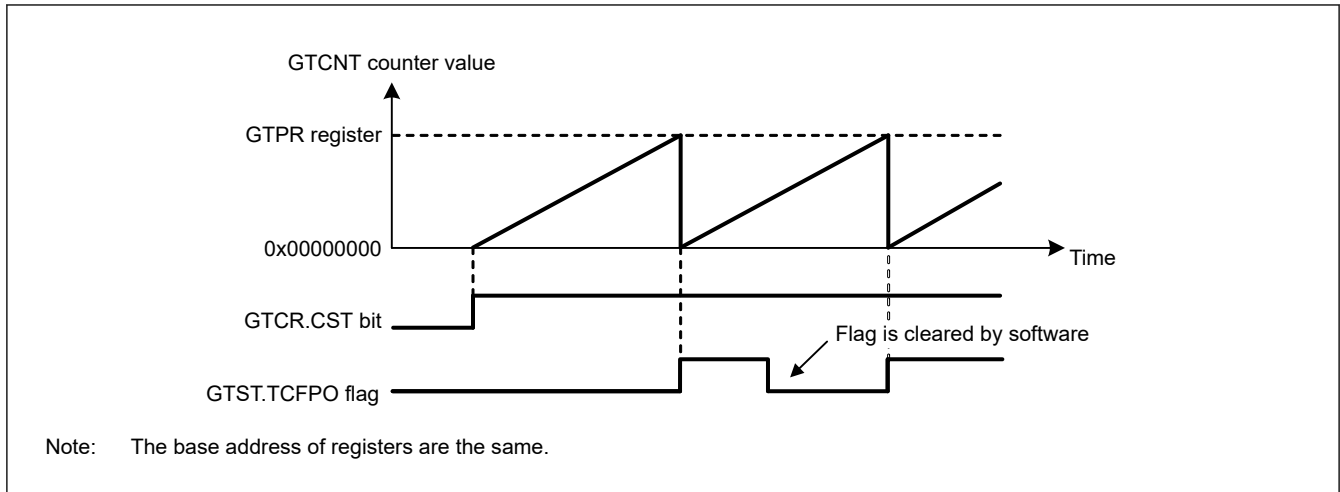 GTCNT counter value
GTPR register
0x00000000
Time
GTCR.CST bit
Flag is cleared by software
GTST.TCFPO flag
Note: The base address of registers are the same.